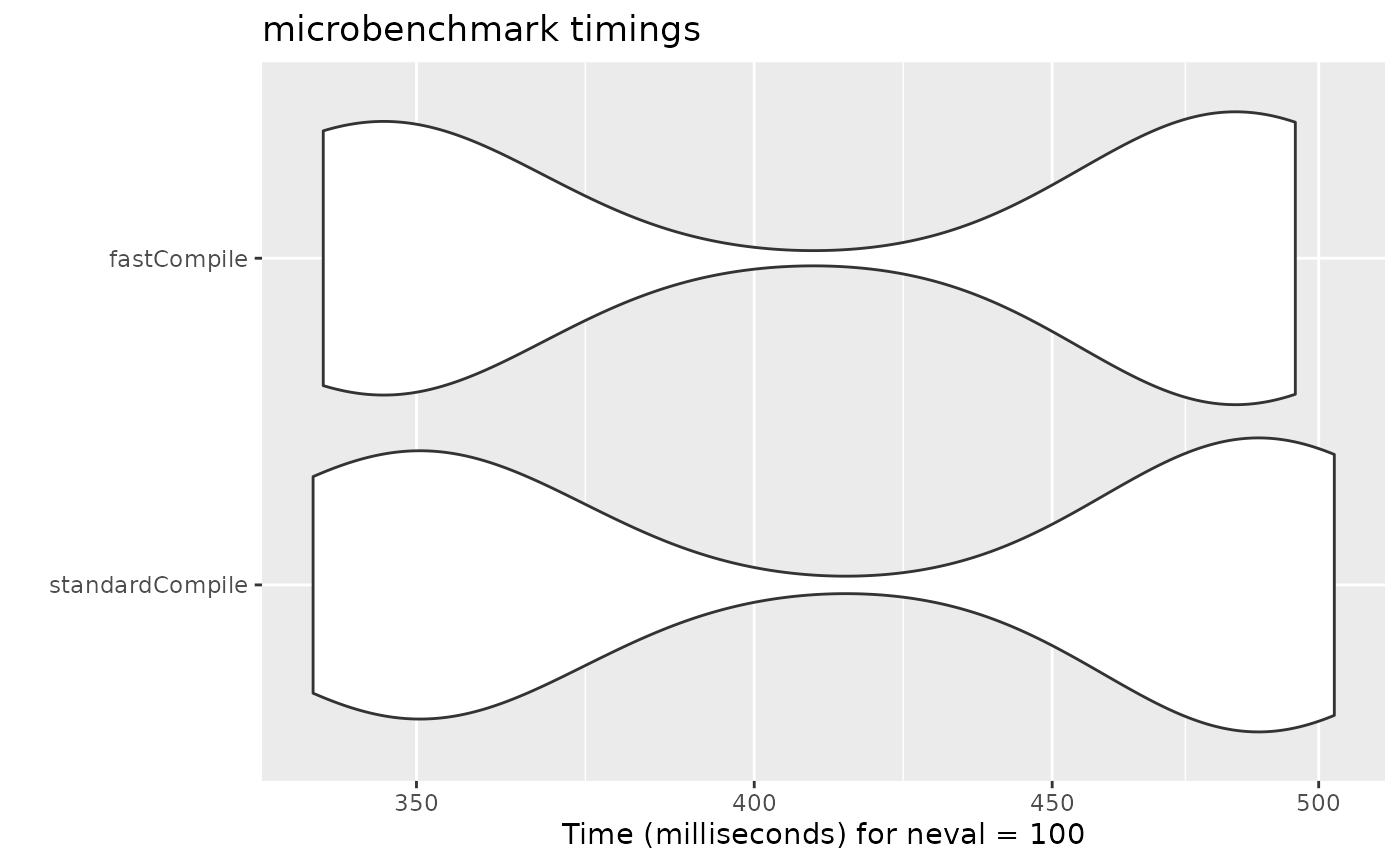 microbenchmark timings
fastCompile
standardCompile
350 400 450 500
Time (milliseconds) for neval = 100